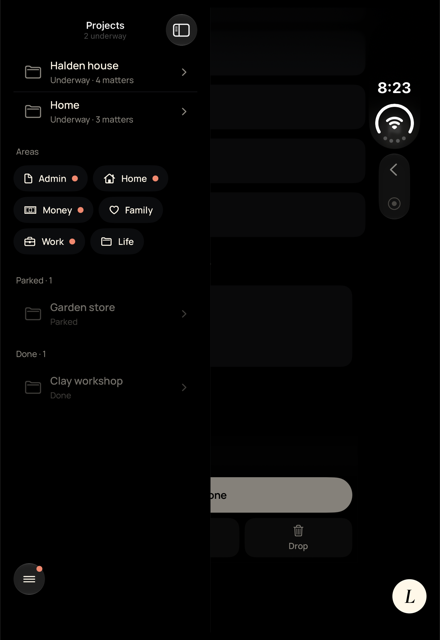 Projects
2 underway
Halden house
Underway · 4 matters
Home
Underway · 3 matters
8:23
Areas
Admin
Home
Money
Family
Work
Life
Parked · 1
Garden store
Parked
Done · 1
Clay workshop
Done
one
Drop
L